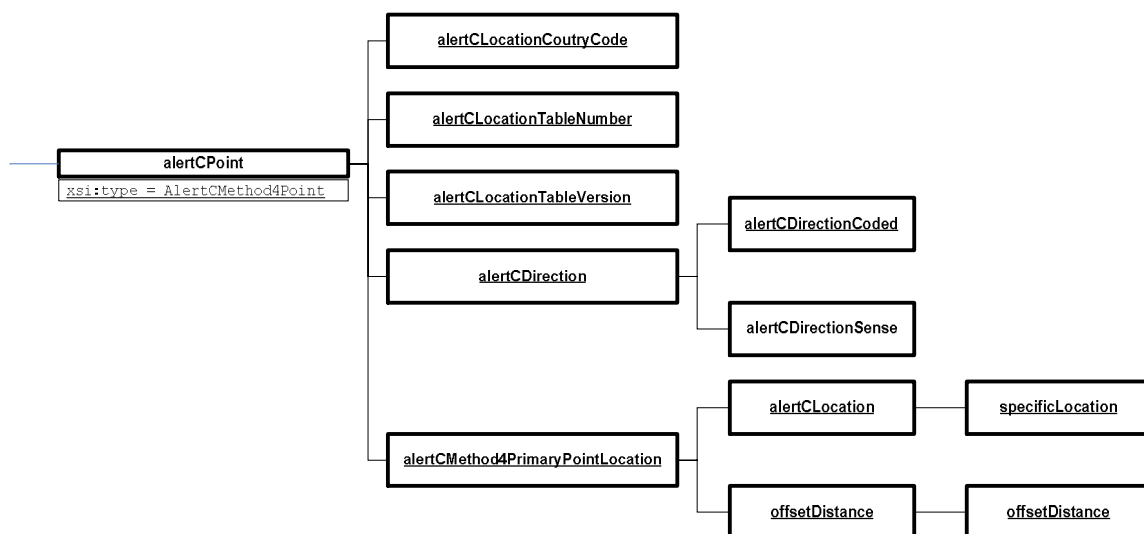 alertCLocationCoutryCode
alertCLocationTableNumber
alertCPoint
xsi:type = AlertCMethod4Point
alertCLocationTableVersion
alertCDirectionCoded
alertCDirection
alertCDirectionSense
alertCLocation
specificLocation
alertCMethod4PrimaryPointLocation
offsetDistance
offsetDistance